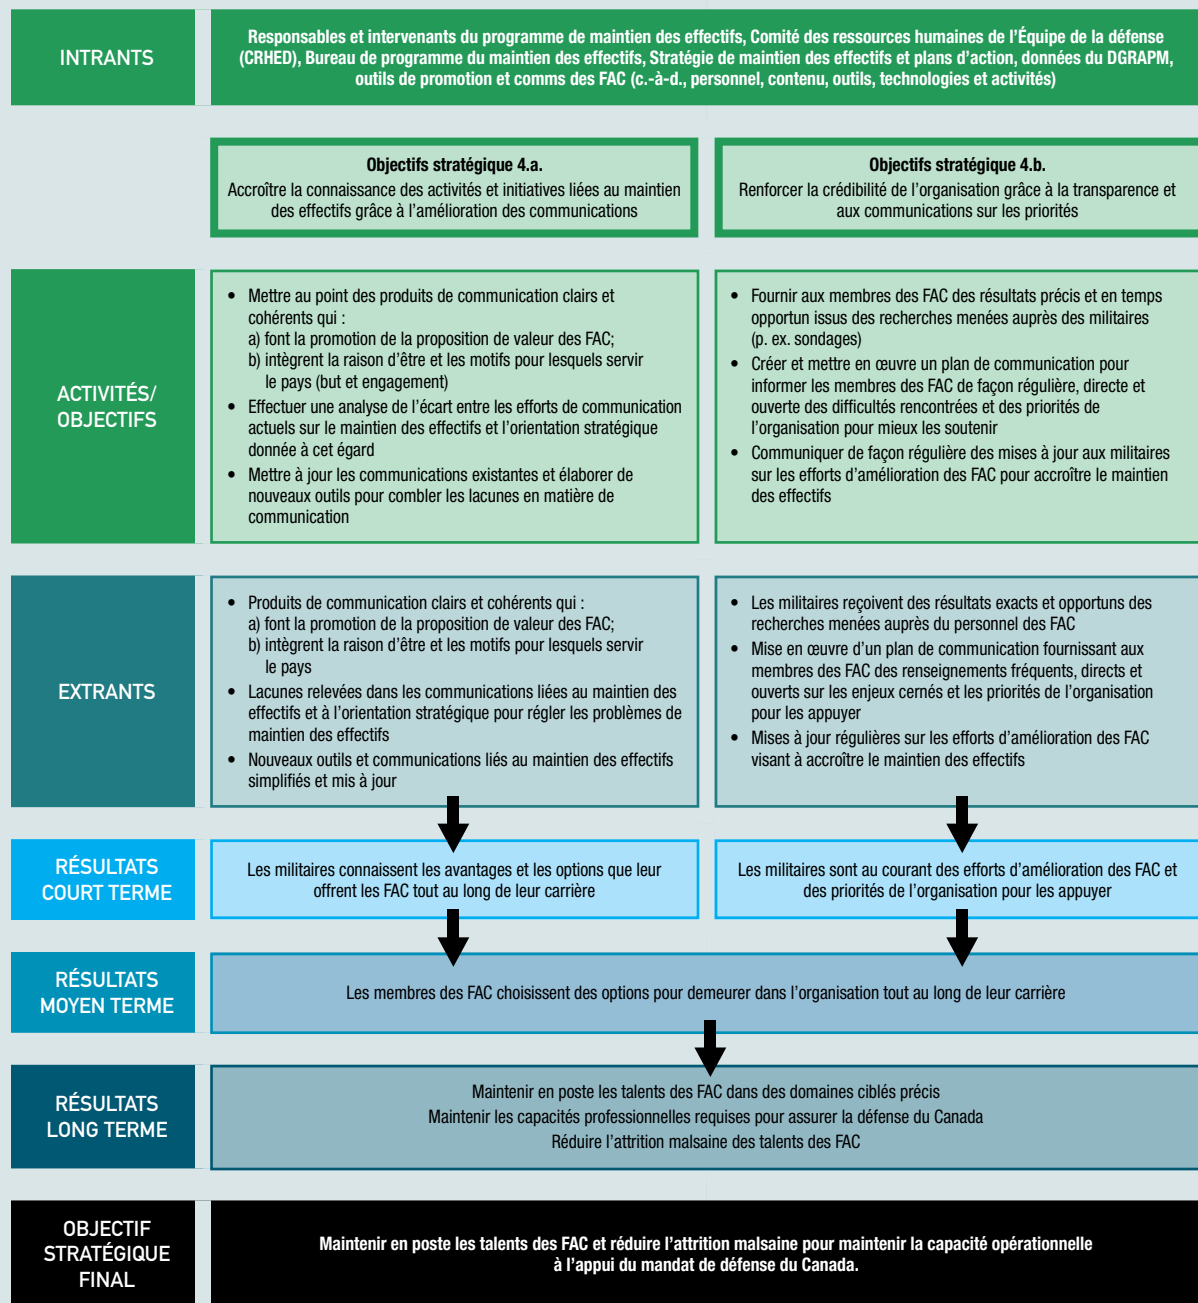 INTRANTS
Responsables et intervenants du programme de maintien des effectifs, Comité des ressources humaines de l'Équipe de la défense
(CRHED), Bureau de programme du maintien des effectifs, Stratégie de maintien des effectifs et plans d'action, données du DGRAPM,
outils de promotion et comms des FAC (c.-à-d., personnel, contenu, outils, technologies et activités)
Objectifs stratégique 4.a.
Accroître la connaissance des activités et initiatives liées au maintien
des effectifs grâce à l'amélioration des communications
Objectifs stratégique 4.b.
Renforcer la crédibilité de l'organisation grâce à la transparence et
aux communications sur les priorités
ACTIVITÉS/
OBJECTIFS
• Mettre au point des produits de communication clairs et
cohérents qui :
a) font la promotion de la proposition de valeur des FAC;
b) intègrent la raison d'être et les motifs pour lesquels servir
le pays (but et engagement)
• Effectuer une analyse de l'écart entre les efforts de communication
actuels sur le maintien des effectifs et l'orientation stratégique
donnée à cet égard
• Mettre à jour les communications existantes et élaborer de
nouveaux outils pour combler les lacunes en matière de
communication
• Fournir aux membres des FAC des résultats précis et en temps
opportun issus des recherches menées auprès des militaires
(p. ex. sondages)
• Créer et mettre en œuvre un plan de communication pour
informer les membres des FAC de façon régulière, directe et
ouverte des difficultés rencontrées et des priorités de
l'organisation pour mieux les soutenir
• Communiquer de façon régulière des mises à jour aux militaires
sur les efforts d'amélioration des FAC pour accroître le maintien
des effectifs
EXTRANTS
• Produits de communication clairs et cohérents qui :
a) font la promotion de la proposition de valeur des FAC;
b) intègrent la raison d'être et les motifs pour lesquels servir
le pays
• Lacunes relevées dans les communications liées au maintien des
effectifs et à l'orientation stratégique pour régler les problèmes de
maintien des effectifs
• Nouveaux outils et communications liés au maintien des effectifs
simplifiés et mis à jour
• Les militaires reçoivent des résultats exacts et opportuns des
recherches menées auprès du personnel des FAC
• Mise en œuvre d'un plan de communication fournissant aux
membres des FAC des renseignements fréquents, directs et
ouverts sur les enjeux cernés et les priorités de l'organisation
pour les appuyer
• Mises à jour régulières sur les efforts d'amélioration des FAC
visant à accroître le maintien des effectifs
RÉSULTATS
COURT TERME
Les militaires connaissent les avantages et les options que leur
offrent les FAC tout au long de leur carrière
Les militaires sont au courant des efforts d'amélioration des FAC et
des priorités de l'organisation pour les appuyer
RÉSULTATS
MOYEN TERME
Les membres des FAC choisissent des options pour demeurer dans l'organisation tout au long de leur carrière
RÉSULTATS
LONG TERME
Maintenir en poste les talents des FAC dans des domaines ciblés précis
Maintenir les capacités professionnelles requises pour assurer la défense du Canada
Réduire l'attrition malsaine des talents des FAC
OBJECTIF
STRATÉGIQUE
FINAL
Maintenir en poste les talents des FAC et réduire l'attrition malsaine pour maintenir la capacité opérationnelle
à l'appui du mandat de défense du Canada.